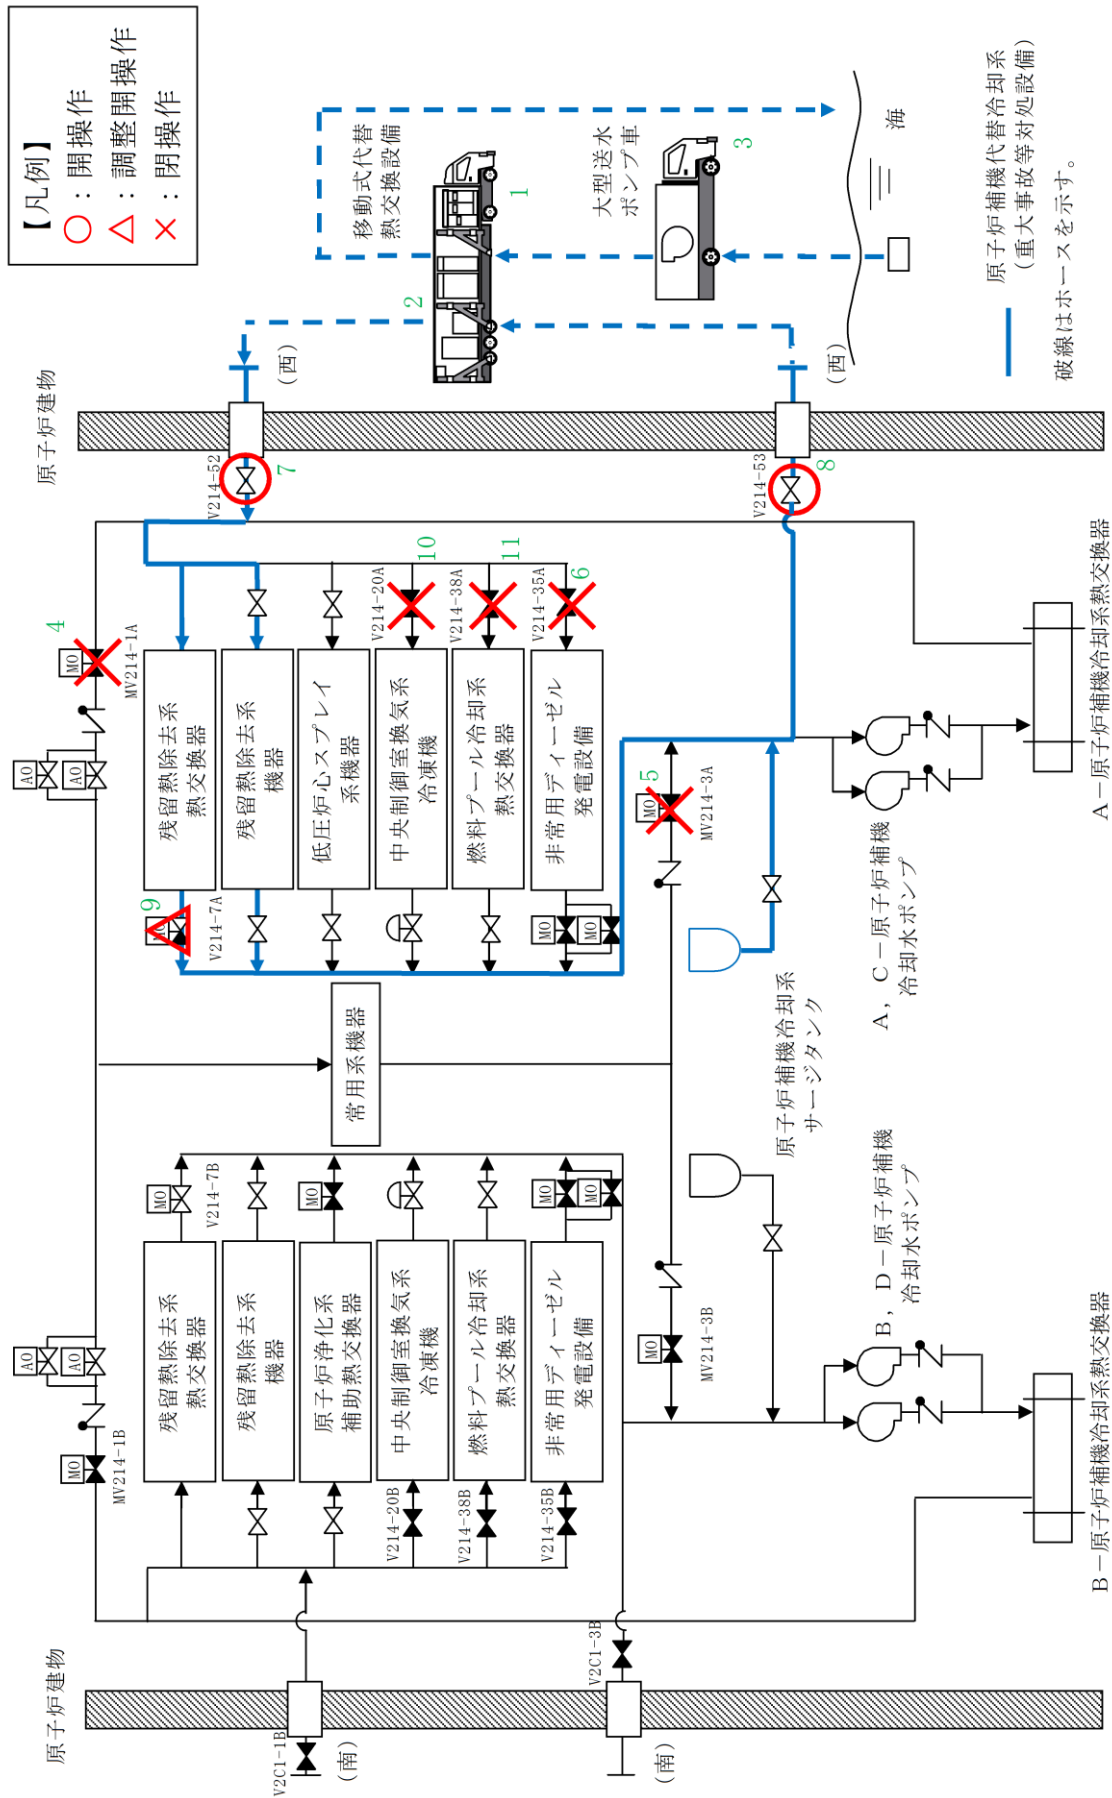 【凡例】
○：開操作
△：調整開操作
×：閉操作
原子炉建物
原子炉建物
V2C1-1B
(南)
V2C1-3B
(南)
AO
AO
MO
MV214-1B
残留熱除去系
熱交換器
残留熱除去系
機器
原子炉浄化系
補助熱交換器
中央制御室換気系
冷凍機
燃料プール冷却系
熱交換器
非常用ディーゼル
発電設備
V214-20B
V214-38B
V214-35B
MO
V214-7B
MO
MO
MO
MO
MV214-3B
B，D－原子炉補機
冷却水ポンプ
B－原子炉補機冷却系熱交換器
常用系機器
原子炉補機冷却系
サージタンク
AO
AO
MO
4
MV214-1A
残留熱除去系
熱交換器
残留熱除去系
機器
低圧炉心スプレイ
系機器
中央制御室換気系
冷凍機
燃料プール冷却系
熱交換器
非常用ディーゼル
発電設備
9
V214-7A
MO
MO
V214-20A
10
V214-38A
11
V214-35A
6
MO
5
MV214-3A
A，C－原子炉補機
冷却水ポンプ
A－原子炉補機冷却系熱交換器
V214-52
7
V214-53
8
(西)
(西)
移動式代替
熱交換設備
1
2
大型送水
ポンプ車
3
海
原子炉補機代替冷却系
(重大事故等対処設備)
破線はホースを示す。